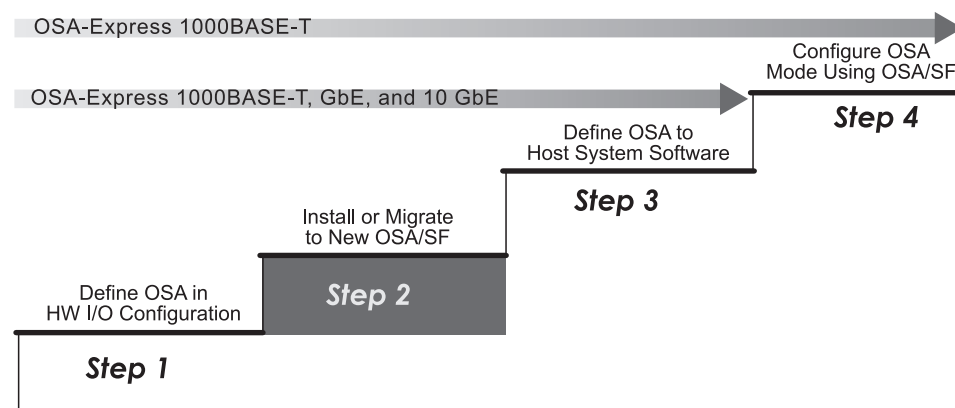 OSA-Express 1000BASE-T
Configure OSA
Mode Using OSA/SF
OSA-Express 1000BASE-T, GbE, and 10 GbE
Step 4
Define OSA to
Host System Software
Step 3
Install or Migrate
to New OSA/SF
Step 2
Define OSA in
HW I/O Configuration
Step 1